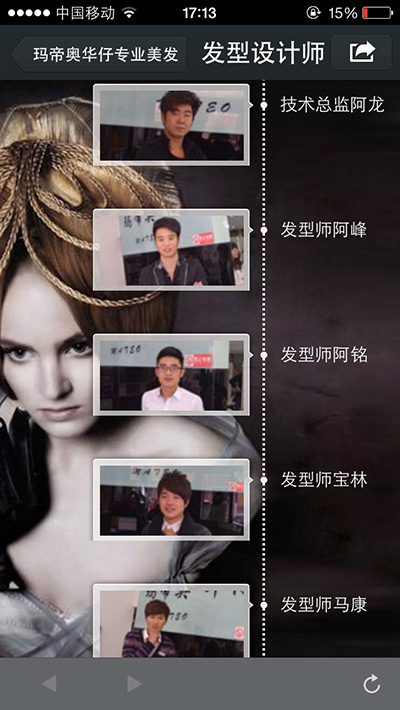 中国移动
17:13
15%
玛帝奥华仔专业美发
发型设计师
技术总监阿龙
发型师阿峰
发型师阿铭
MATEO
发型师宝林
MATEO
发型师马康